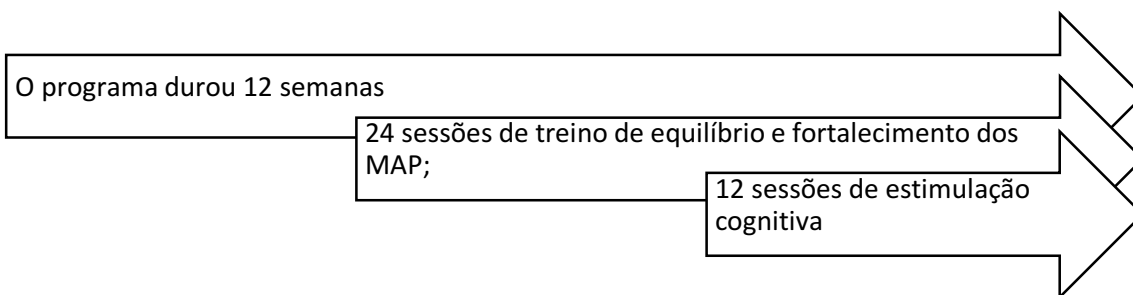 O programa durou 12 semanas
24 sessões de treino de equilíbrio e fortalecimento dos
MAP;
12 sessões de estimulação
cognitiva